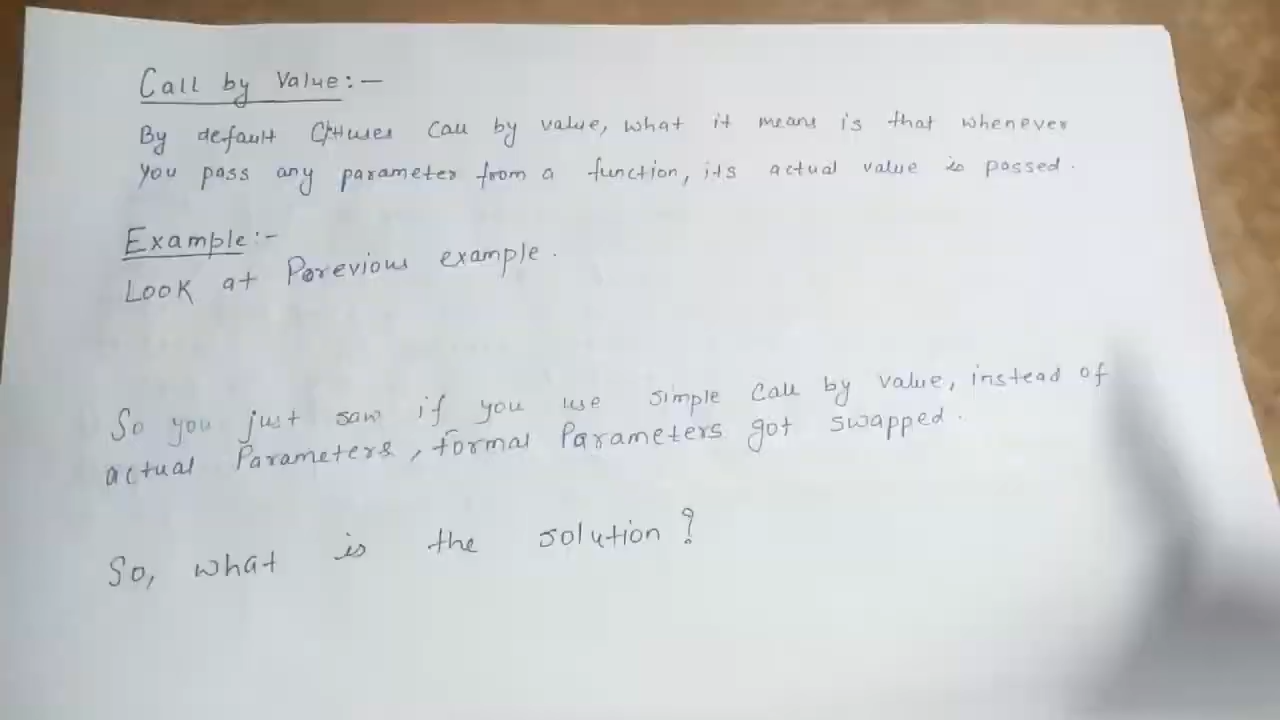 Call by Value:-
By default C++ uses Call by value, what it means is that whenever
you pass any parameter from a function, its actual value is passed.
Example:-
Look at Porevious example.
So you just saw if you use simple Call by value, instead of
actual Parameters, formal Parameters got swapped.
So, what is the solution?